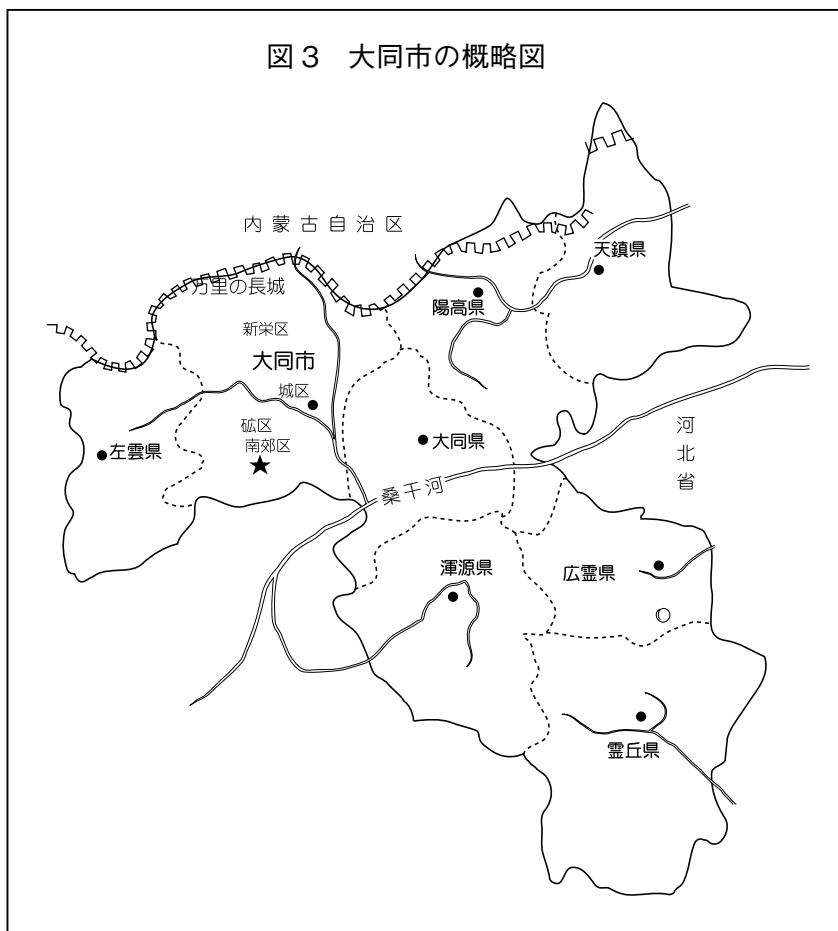 図3 大同市の概略図
内蒙古自治区
天鎮県
万里の長城
陽高県
新栄区
大同市
城区
砿区
南郊区
左雲県
大同県
河北省
桑干河
渾源県
広霊県
霊丘県